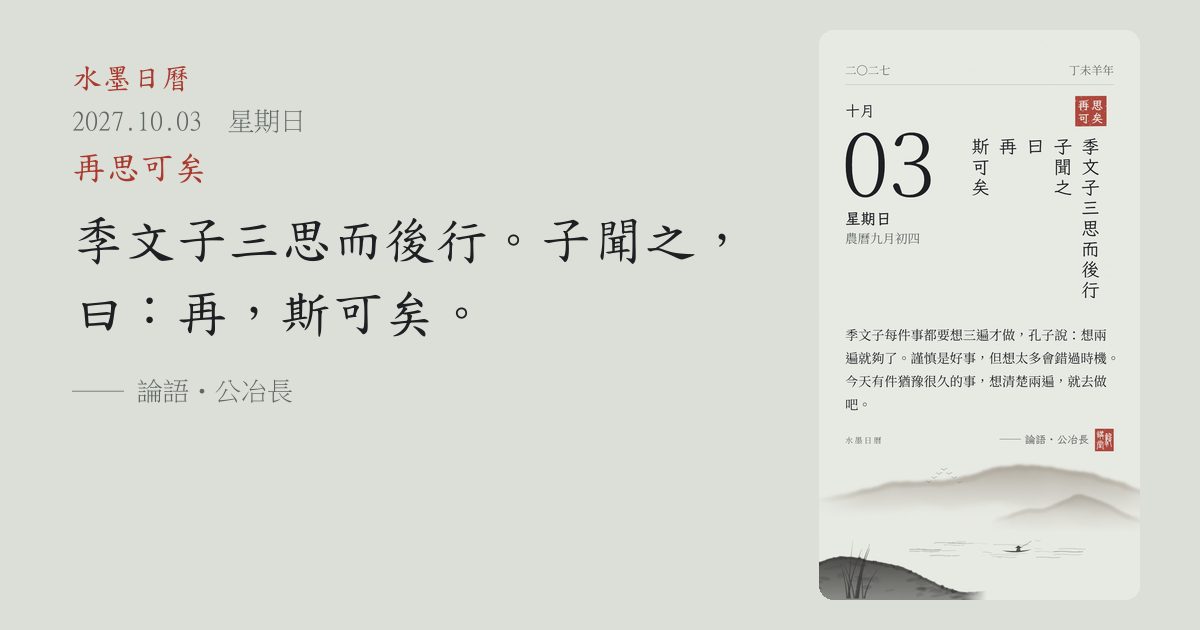 水墨日曆
2027.10.03　星期日
再思可矣
季文子三思而後行。子聞之，
曰：再，斯可矣。
—— 論語・公冶長
二〇二七
丁未羊年
十月
03
星期日
農曆九月初四
思矣
再可
季文子三思而後行
子聞之
曰
再
斯可矣
季文子每件事都要想三遍才做，孔子說：想兩
遍就夠了。謹慎是好事，但想太多會錯過時機。
今天有件猶豫很久的事，想清楚兩遍，就去做
吧。
水墨日曆
—— 論語・公冶長